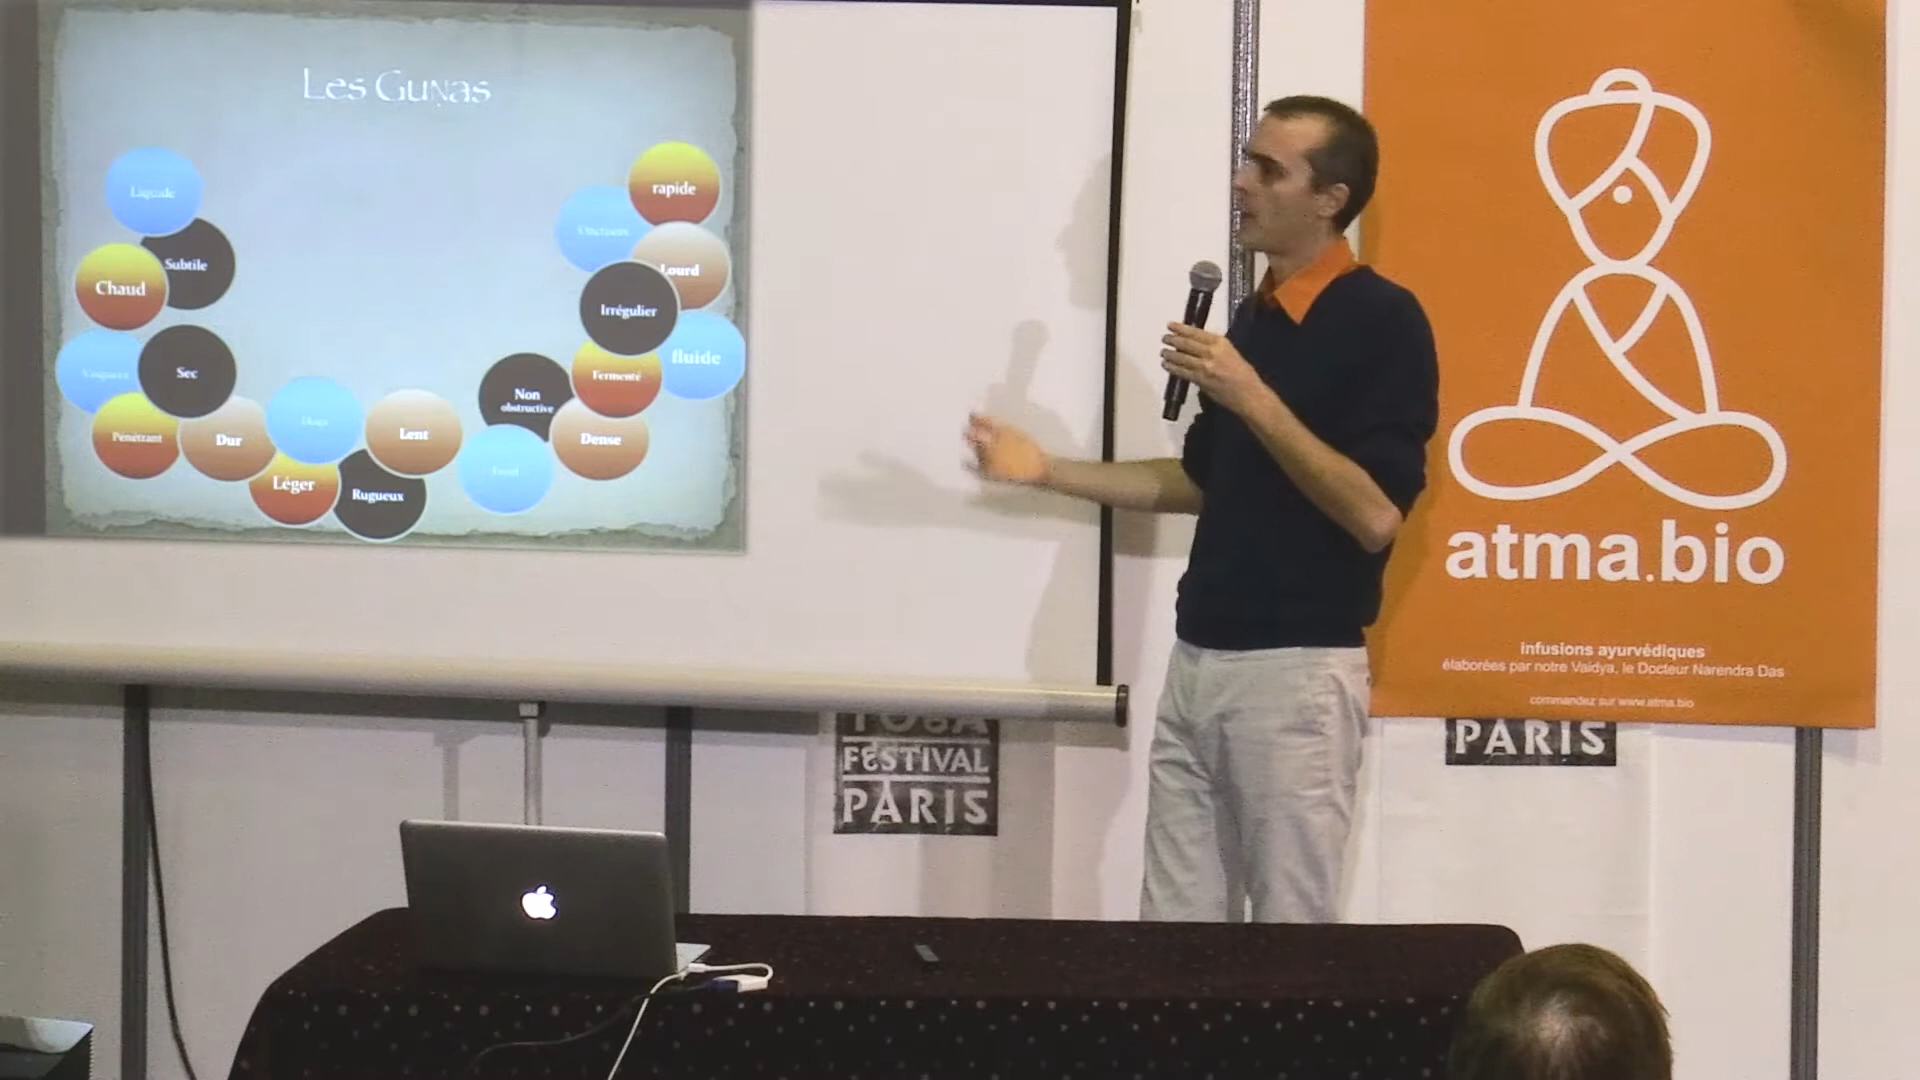 Les Guṇas
Liquide
Subtile
Chaud
Sec
Visqueux
Pénétrant
Dur
Léger
Rugueux
Lent
Non
obstructive
Dense
Fermenté
fluide
Irrégulier
Lourd
Onctueux
rapide
atma.bio
infusions ayurvédiques
élaborées par notre Vaidya, le Docteur Narendra Das
commandez sur www.atma.bio
YOGA
FESTIVAL
PARIS
PARIS